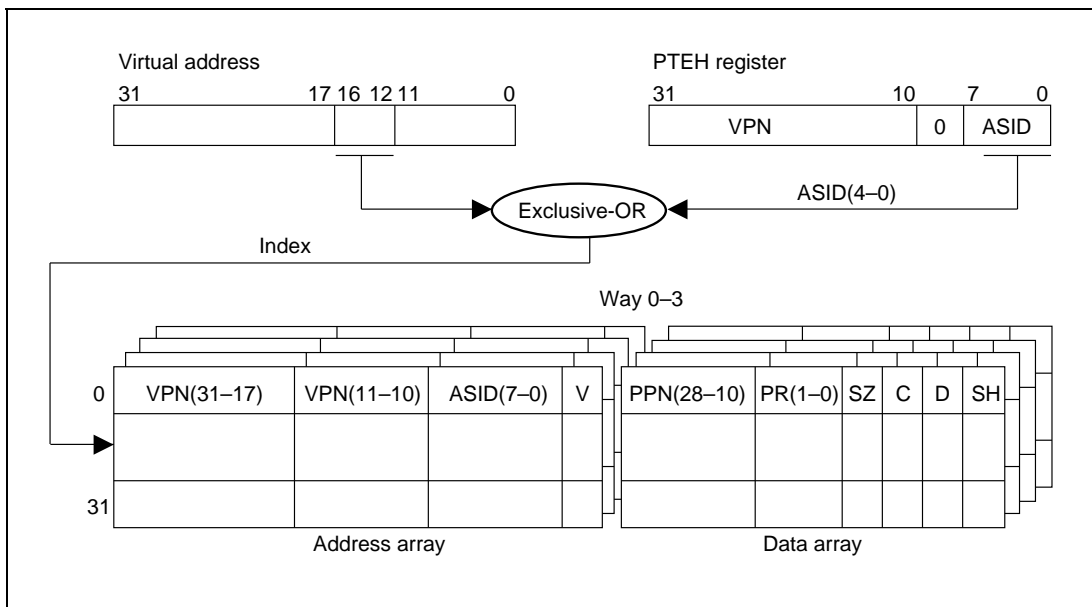 Virtual address
31 17 16 12 11 0
PTEH register
31 10 7 0
VPN 0 ASID
ASID(4–0)
Exclusive-OR
Index
Way 0–3
0 VPN(31–17) VPN(11–10) ASID(7–0) V PPN(28–10) PR(1–0) SZ C D SH
31
Address array
Data array